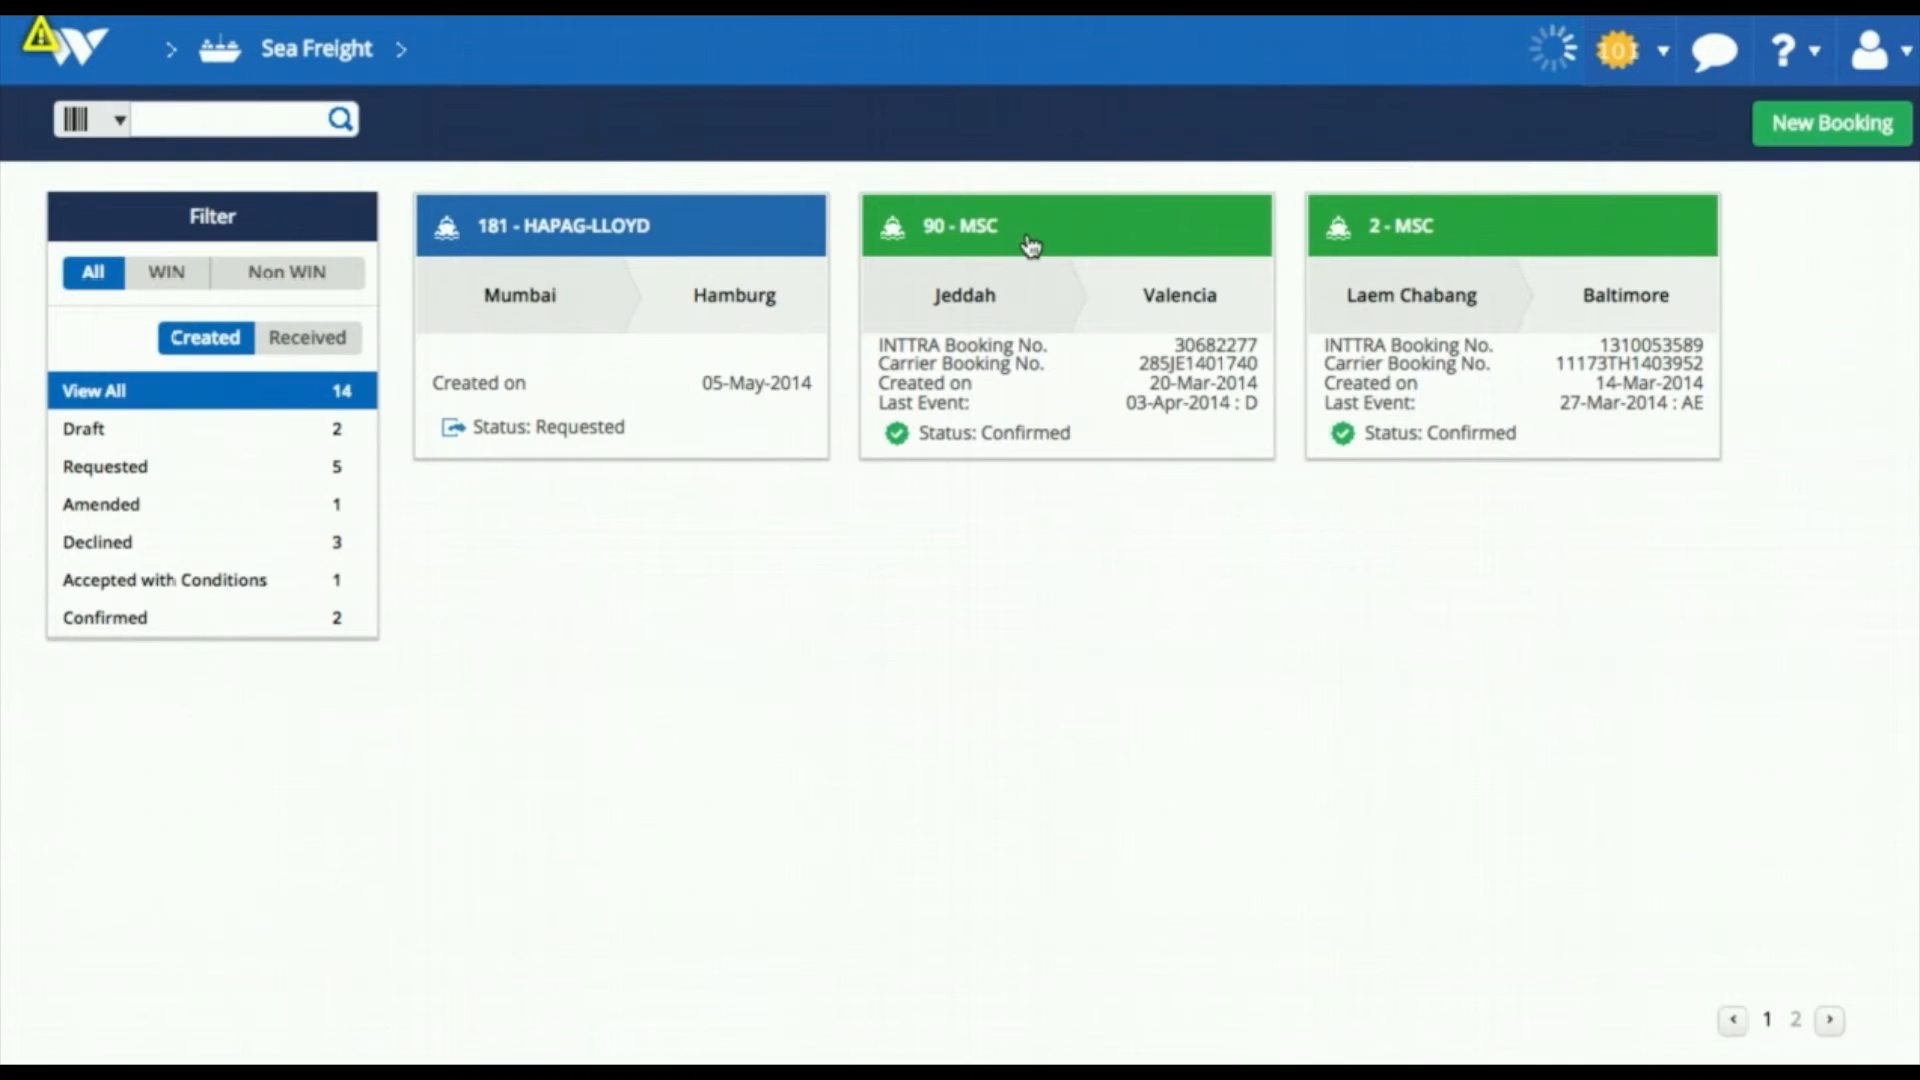 Sea Freight
101
New Booking
Filter
All WIN Non WIN
Created Received
View All 14
Draft 2
Requested 5
Amended 1
Declined 3
Accepted with Conditions 1
Confirmed 2
181 - HAPAG-LLOYD
Mumbai Hamburg
Created on 05-May-2014
Status: Requested
90 - MSC
Jeddah Valencia
INTTRA Booking No. 30682277
Carrier Booking No. 285JE1401740
Created on 20-Mar-2014
Last Event: 03-Apr-2014 : D
Status: Confirmed
2 - MSC
Laem Chabang Baltimore
INTTRA Booking No. 1310053589
Carrier Booking No. 11173TH1403952
Created on 14-Mar-2014
Last Event: 27-Mar-2014 : AE
Status: Confirmed
1 2